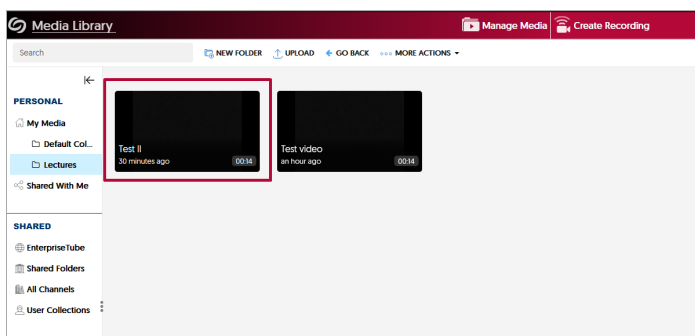 Media Library
Manage Media
Create Recording
Search
NEW FOLDER
UPLOAD
GO BACK
MORE ACTIONS
PERSONAL
My Media
Default Col...
Lectures
Shared With Me
Test II
30 minutes ago
00:14
Test video
an hour ago
00:14
SHARED
EnterpriseTube
Shared Folders
All Channels
User Collections